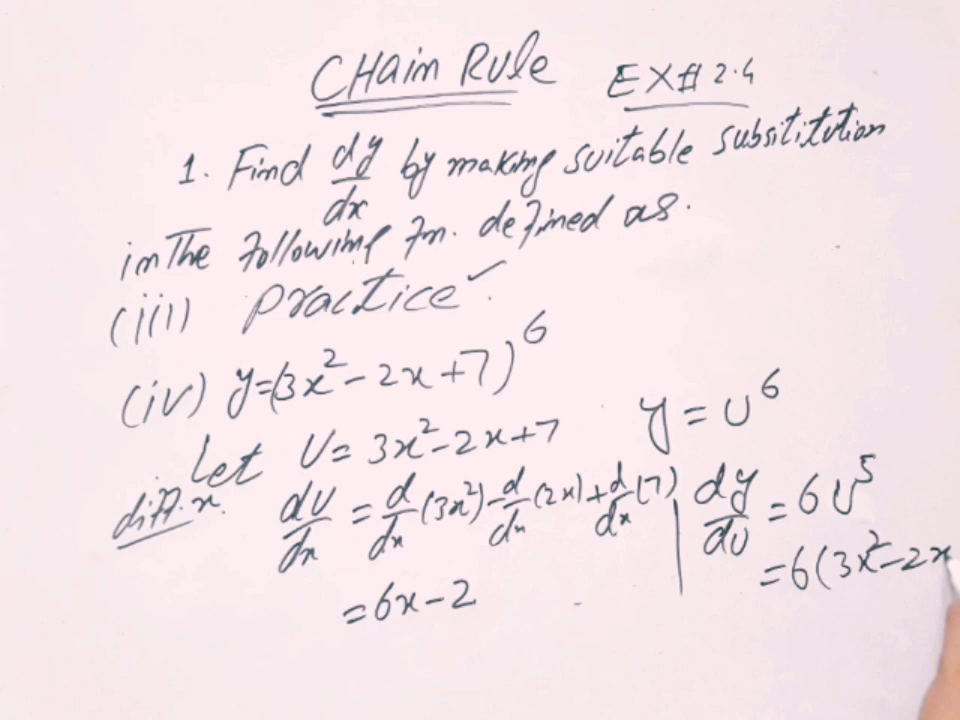 CHain Rule EX# 2.4
1. Find dy/dx by making suitable subsititution
in The following fn. defined as.
(iii) practice ✓.
(iv) y=(3x²-2x+7)⁶
Let U= 3x²-2x+7 y=U⁶
diff.x. dU/dx = d/dx(3x²)-d/dx(2x)+d/dx(7) | dy/dU = 6U⁵
=6x-2 =6(3x²-2x